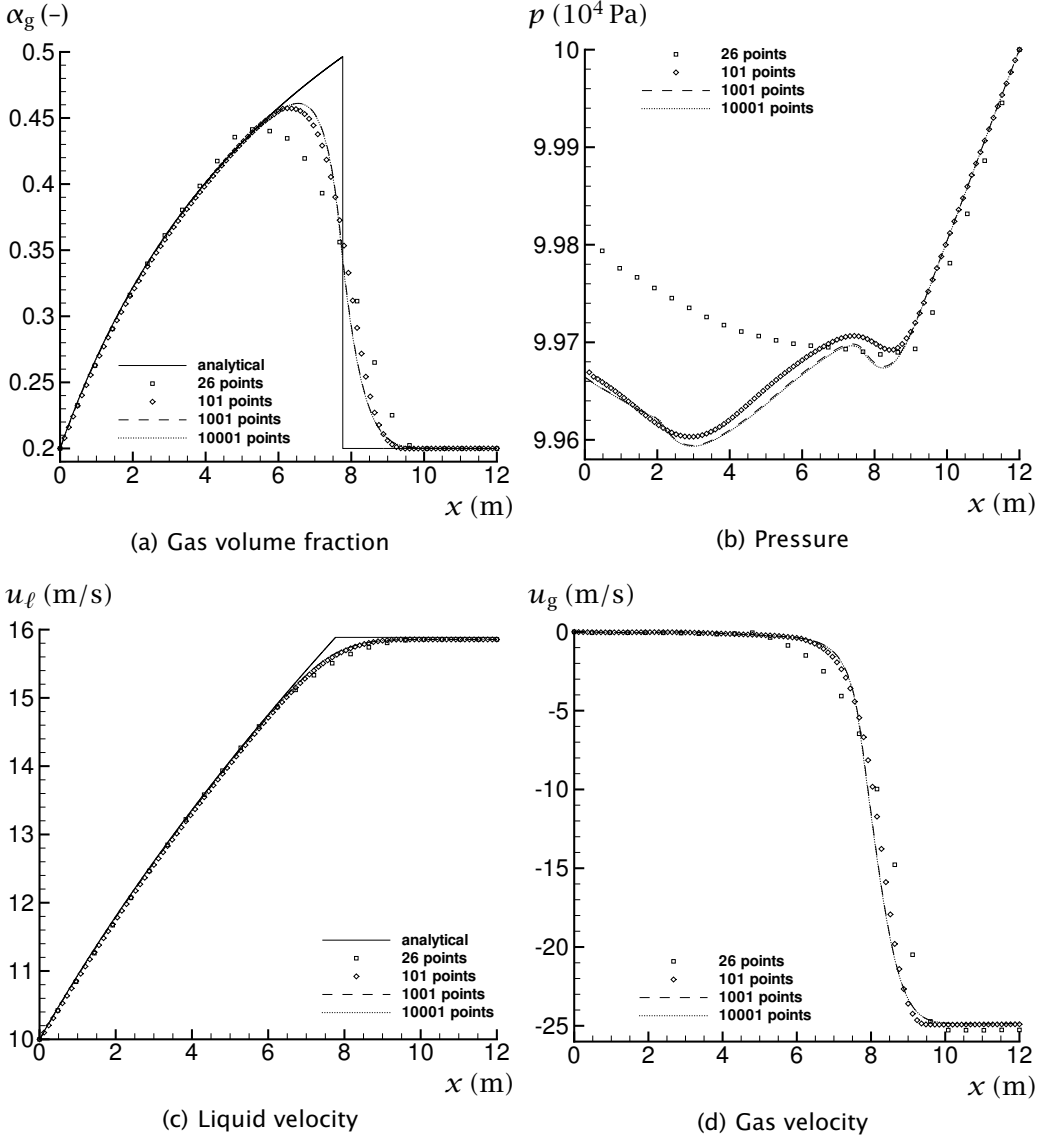 αg (–)
0.5
0.45
0.4
0.35
0.3
0.25
0.2
analytical
26 points
101 points
1001 points
10001 points
0 2 4 6 8 10 12
x (m)
(a) Gas volume fraction
p (10⁴ Pa)
10
9.99
9.98
9.97
9.96
26 points
101 points
1001 points
10001 points
0 2 4 6 8 10 12
x (m)
(b) Pressure
uℓ (m/s)
16
15
14
13
12
11
10
analytical
26 points
101 points
1001 points
10001 points
0 2 4 6 8 10 12
x (m)
(c) Liquid velocity
ug (m/s)
0
-5
-10
-15
-20
-25
26 points
101 points
1001 points
10001 points
0 2 4 6 8 10 12
x (m)
(d) Gas velocity